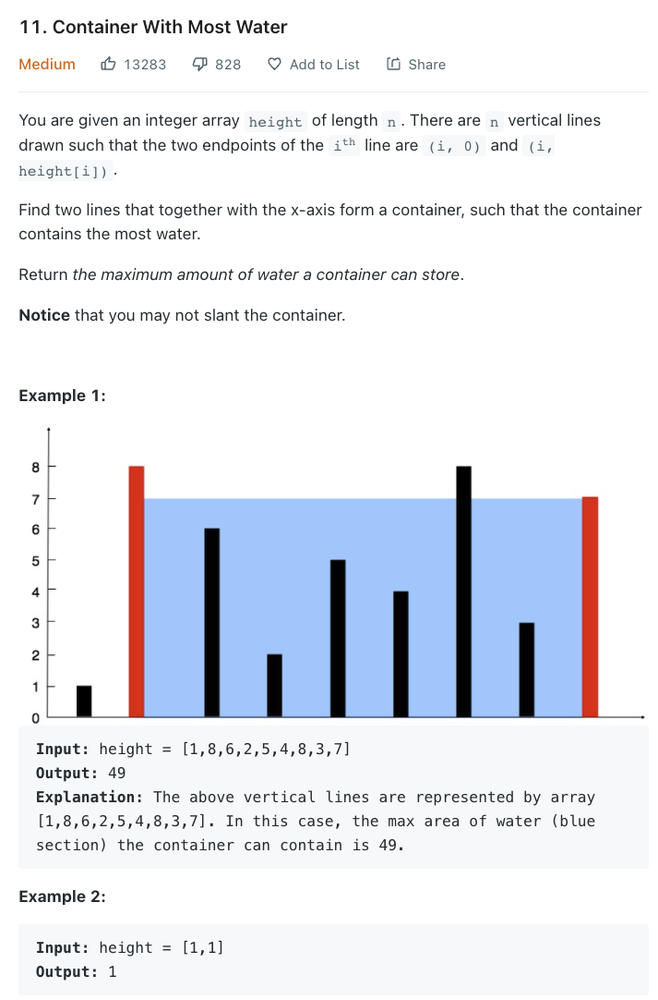 11. Container With Most Water
Medium 13283 828 Add to List Share
You are given an integer array height of length n. There are n vertical lines
drawn such that the two endpoints of the ith line are (i, 0) and (i,
height[i]).
Find two lines that together with the x-axis form a container, such that the container
contains the most water.
Return the maximum amount of water a container can store.
Notice that you may not slant the container.
Example 1:
8
7
6
5
4
3
2
1
0
Input: height = [1,8,6,2,5,4,8,3,7]
Output: 49
Explanation: The above vertical lines are represented by array
[1,8,6,2,5,4,8,3,7]. In this case, the max area of water (blue
section) the container can contain is 49.
Example 2:
Input: height = [1,1]
Output: 1